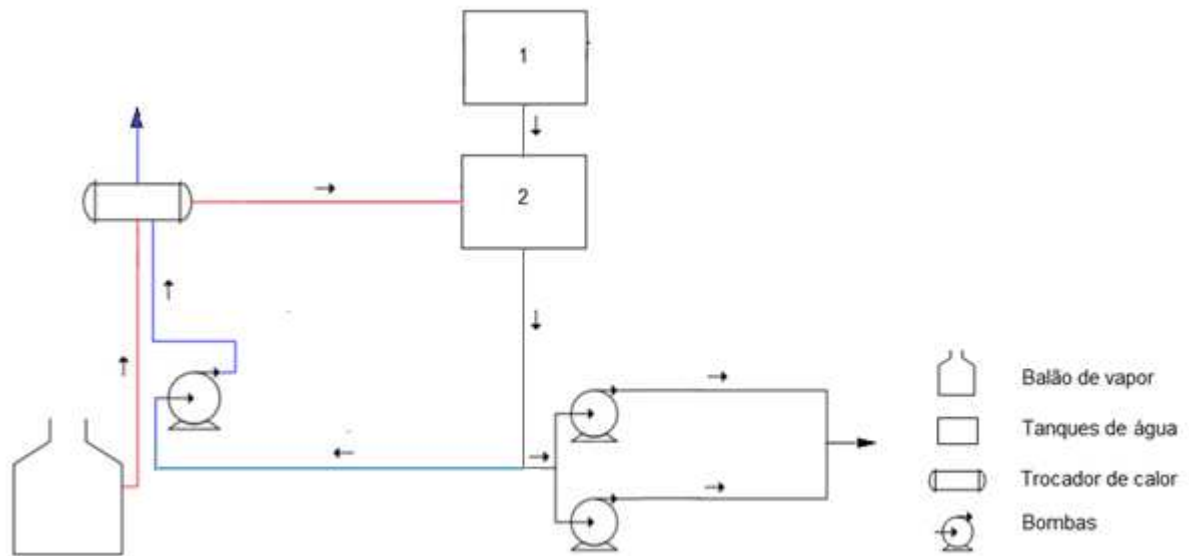 1
2
Balão de vapor
Tanques de água
Trocador de calor
Bombas